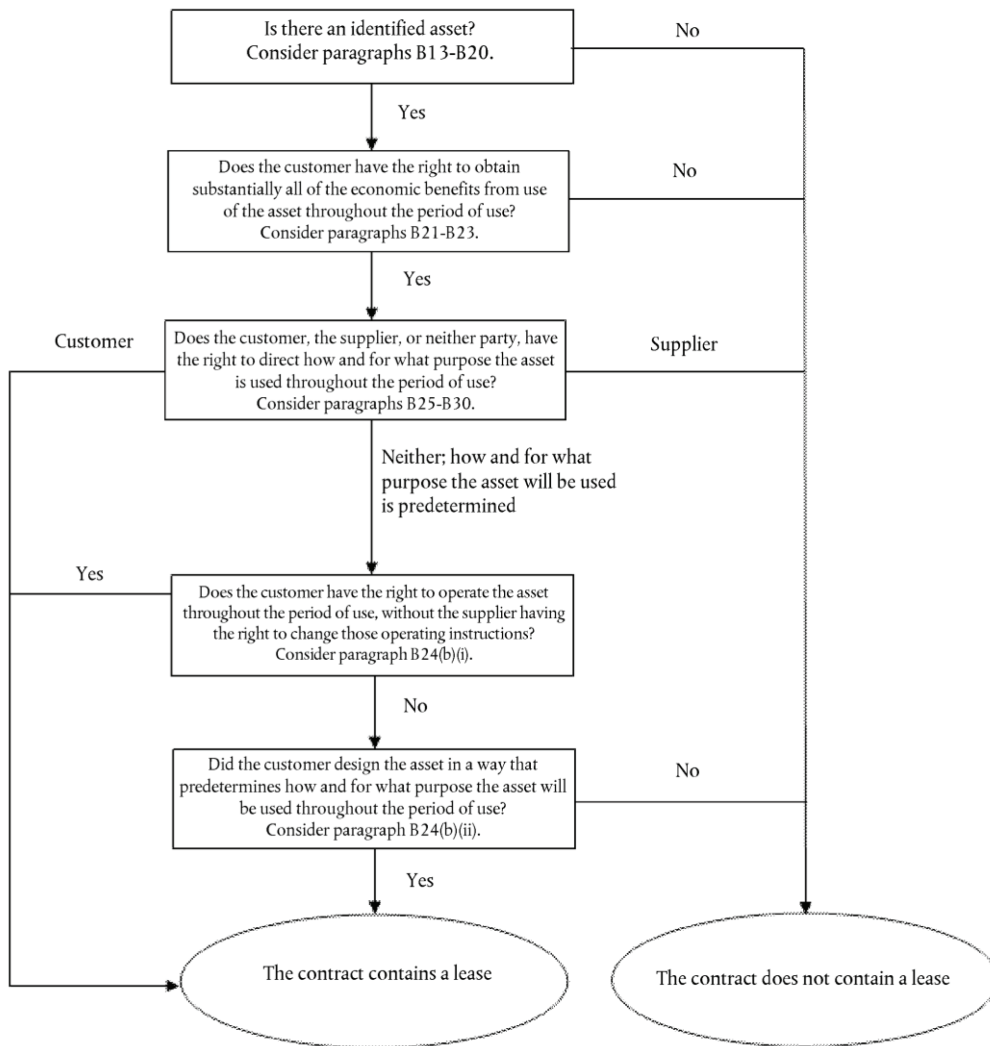 Is there an identified asset?
Consider paragraphs B13-B20.
No
Yes
Does the customer have the right to obtain
substantially all of the economic benefits from use
of the asset throughout the period of use?
Consider paragraphs B21-B23.
No
Yes
Customer
Does the customer, the supplier, or neither party, have
the right to direct how and for what purpose the asset
is used throughout the period of use?
Consider paragraphs B25-B30.
Supplier
Neither; how and for what
purpose the asset will be used
is predetermined
Yes
Does the customer have the right to operate the asset
throughout the period of use, without the supplier having
the right to change those operating instructions?
Consider paragraph B24(b)(i).
No
Did the customer design the asset in a way that
predetermines how and for what purpose the asset will
be used throughout the period of use?
Consider paragraph B24(b)(ii).
No
Yes
The contract contains a lease
The contract does not contain a lease